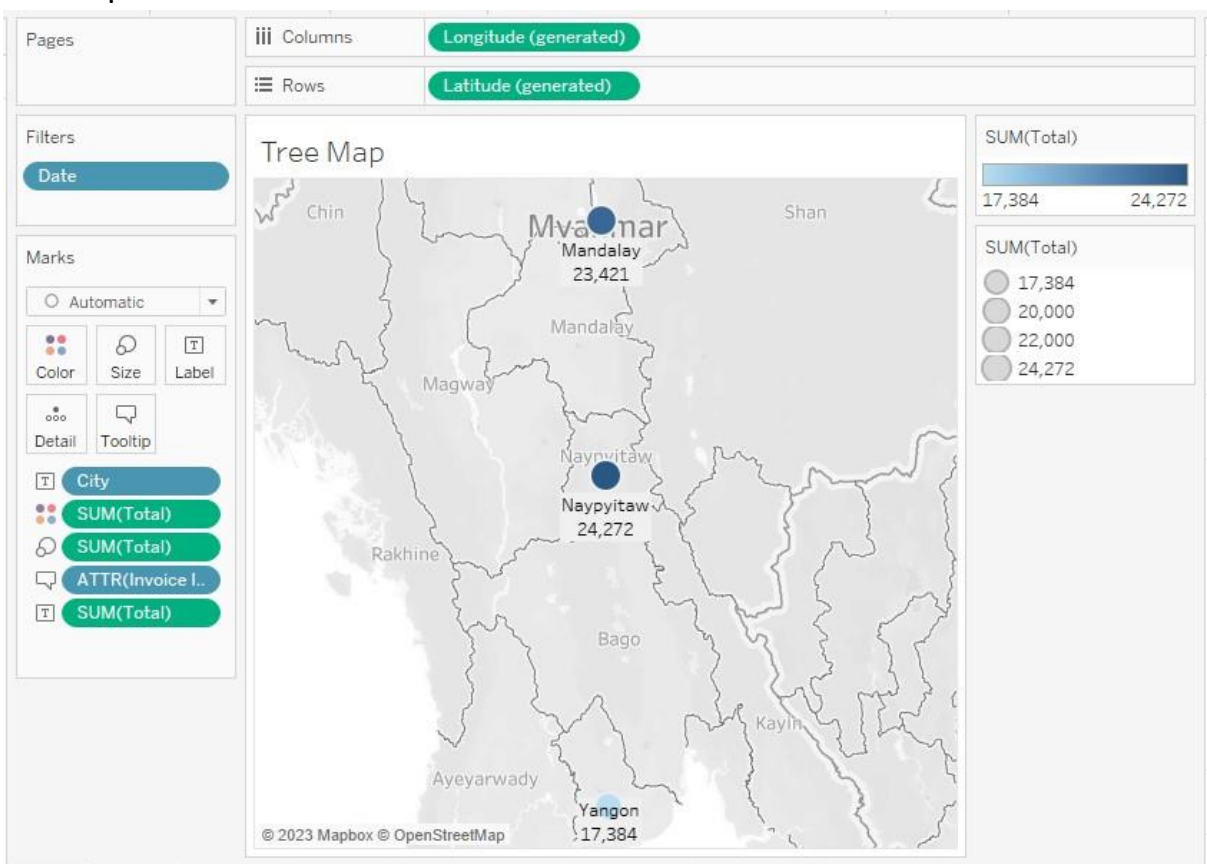 Pages
Columns
Longitude (generated)
Rows
Latitude (generated)
Filters
Date
Marks
Automatic
Color
Size
T
Label
Detail
Tooltip
T City
SUM(Total)
SUM(Total)
ATTR(Invoice I..
T SUM(Total)
Tree Map
Chin
Shan
Mandalay
23,421
Mandalay
Magway
Naypyitaw
Naypyitaw
24,272
Rakhine
Bago
Kayin
Ayeyarwady
Yangon
17,384
© 2023 Mapbox © OpenStreetMap
SUM(Total)
17,384 24,272
SUM(Total)
17,384
20,000
22,000
24,272